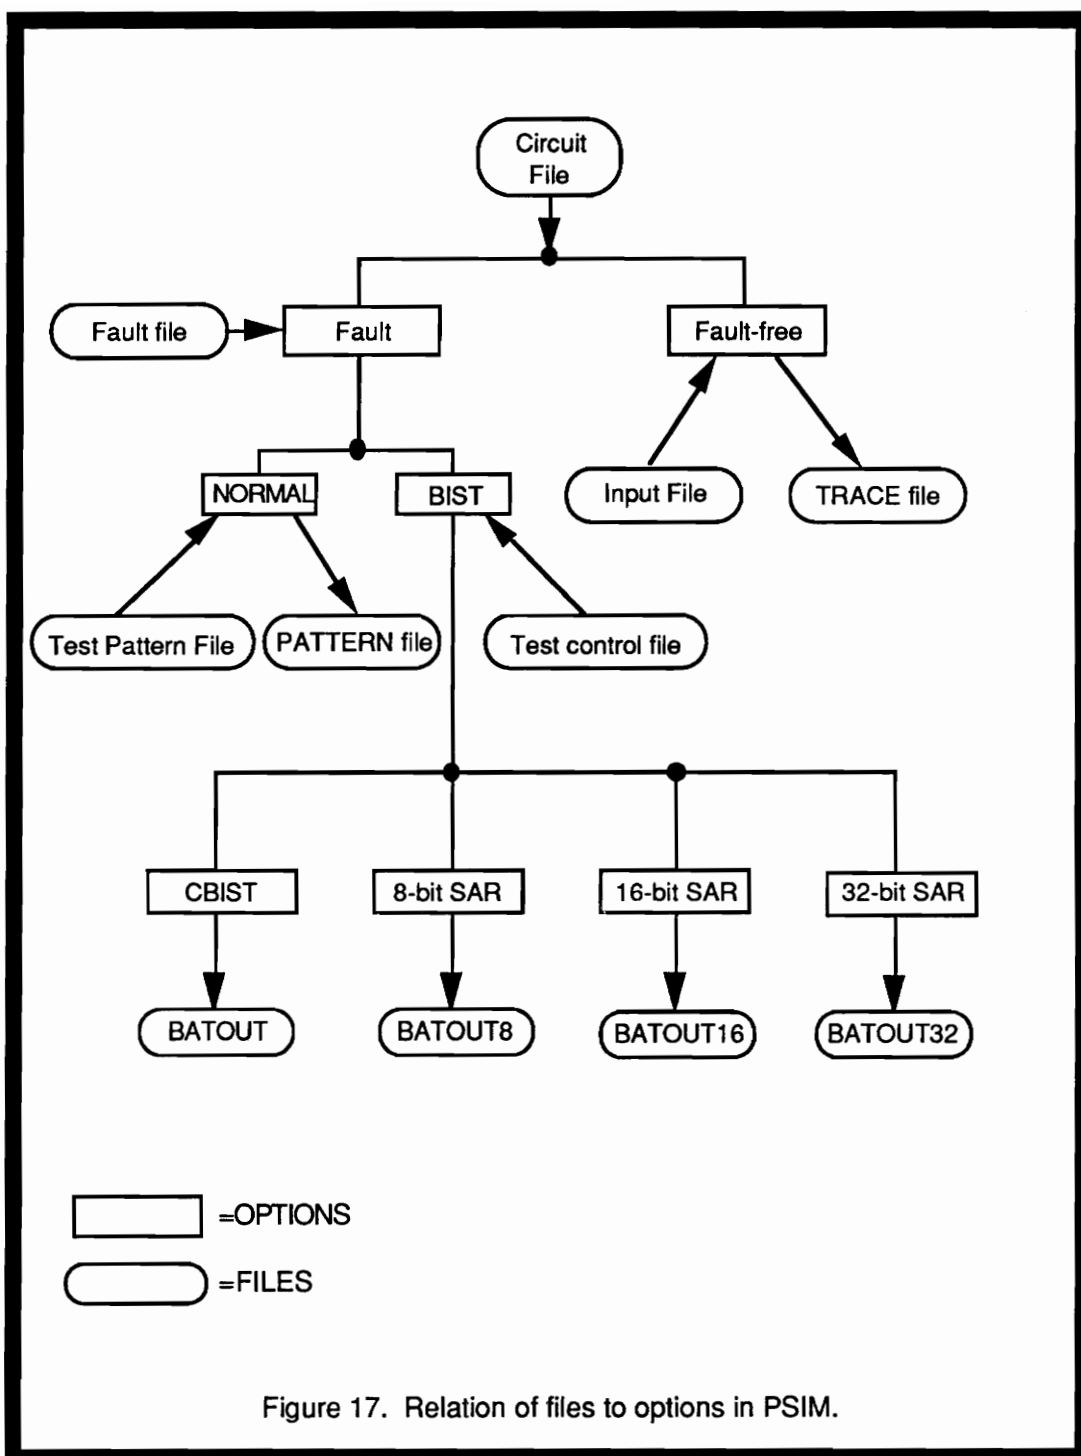 Circuit
File
Fault file
Fault
Fault-free
NORMAL
BIST
Input File
TRACE file
Test Pattern File
PATTERN file
Test control file
CBIST
8-bit SAR
16-bit SAR
32-bit SAR
BATOUT
BATOUT8
BATOUT16
BATOUT32
=OPTIONS
=FILES
Figure 17. Relation of files to options in PSIM.